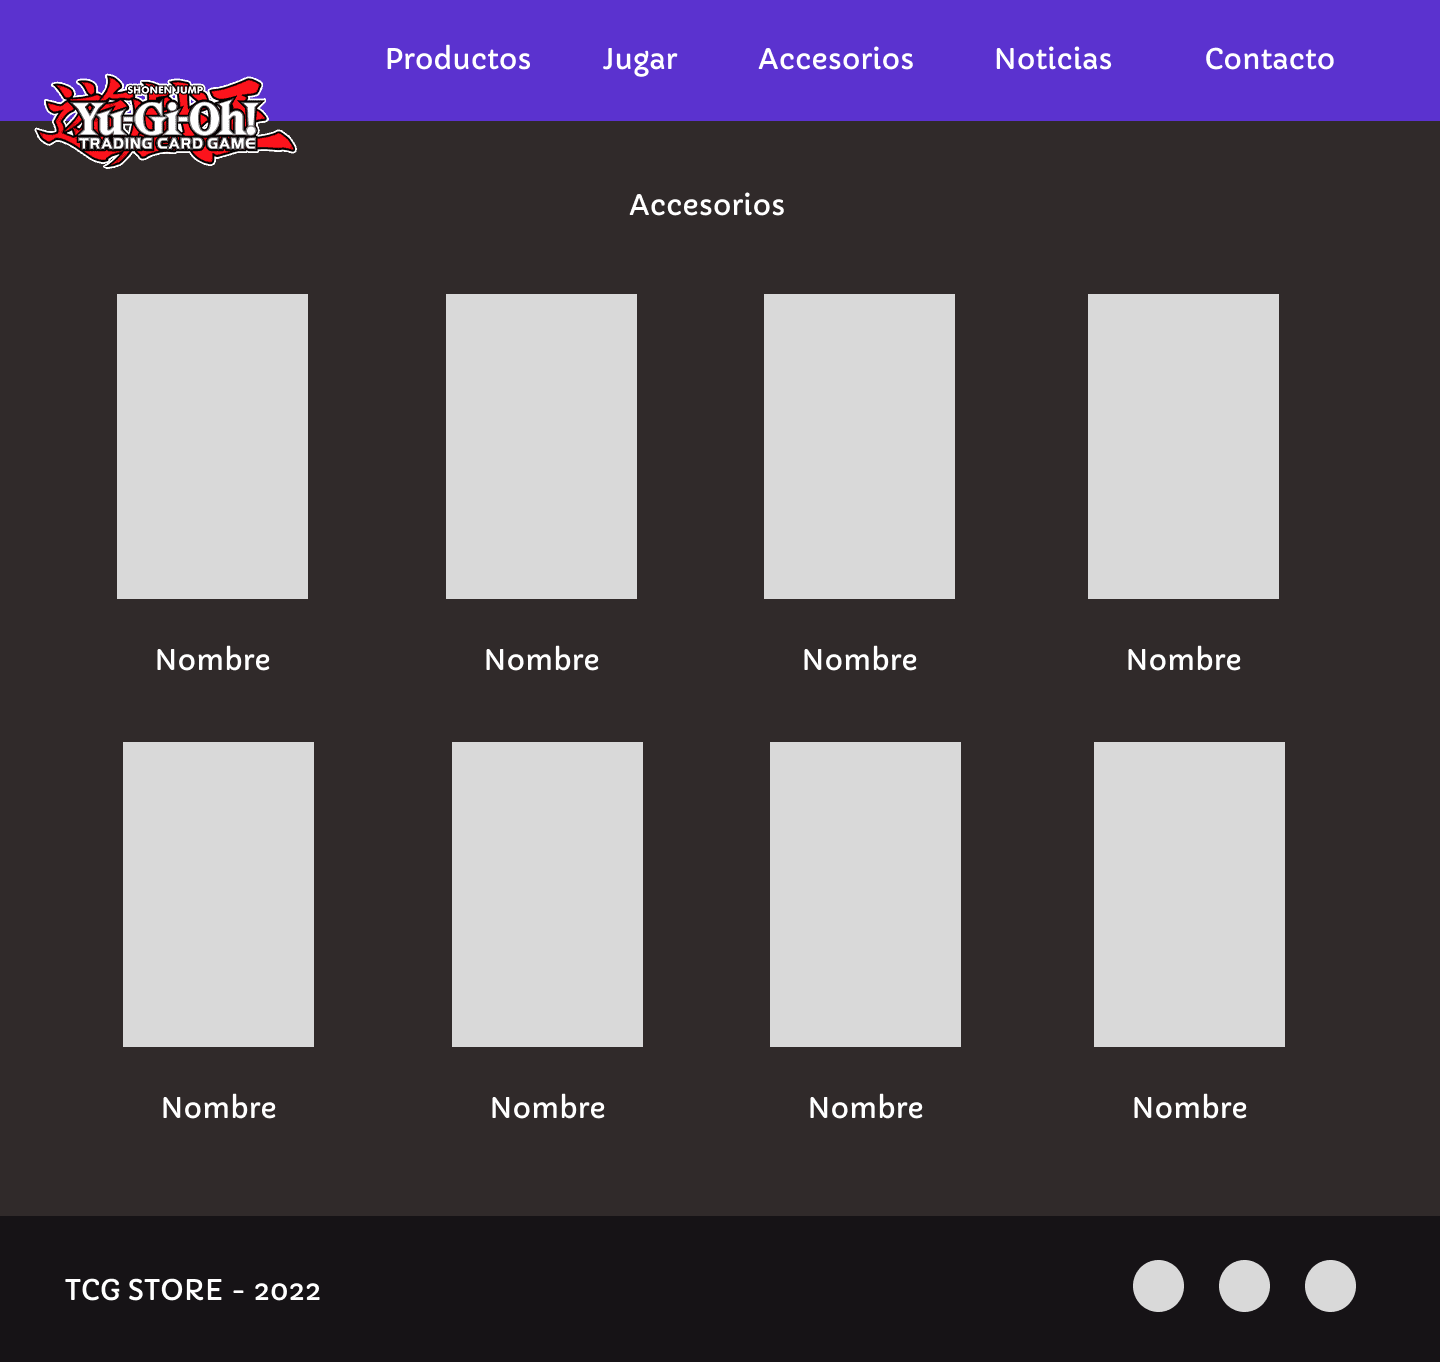 Productos Jugar Accesorios Noticias Contacto
SHONEN JUMP
Yu-Gi-Oh!
TRADING CARD GAME
Accesorios
Nombre Nombre Nombre Nombre
Nombre Nombre Nombre Nombre
TCG STORE - 2022